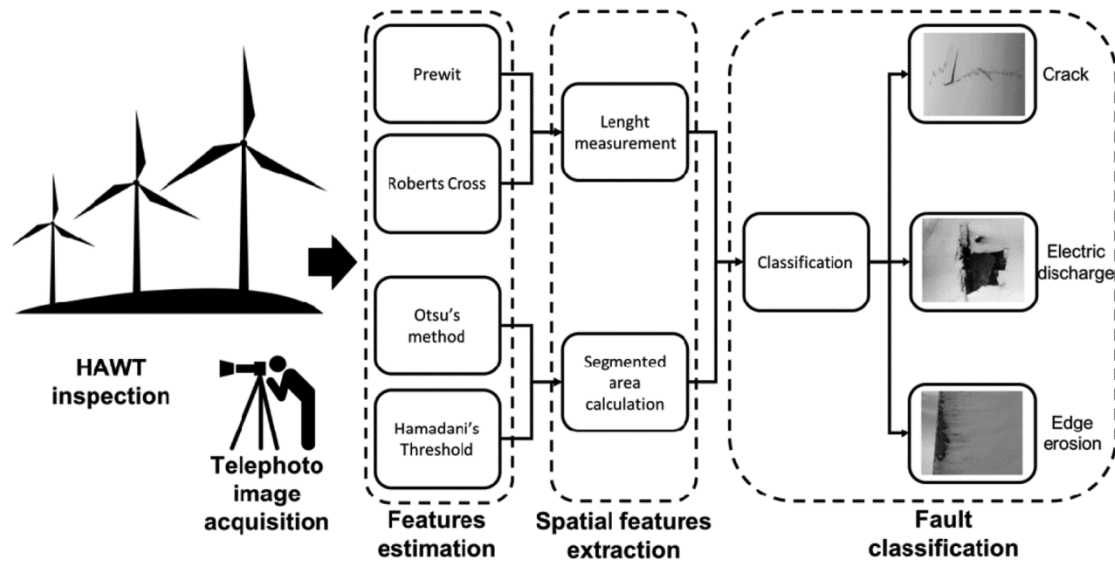 HAWT
inspection
Telephoto
image
acquisition
Prewit
Roberts Cross
Otsu's
method
Hamadani's
Threshold
Features
estimation
Lenght
measurement
Segmented
area
calculation
Spatial features
extraction
Classification
Crack
Electric
discharge
Edge
erosion
Fault
classification